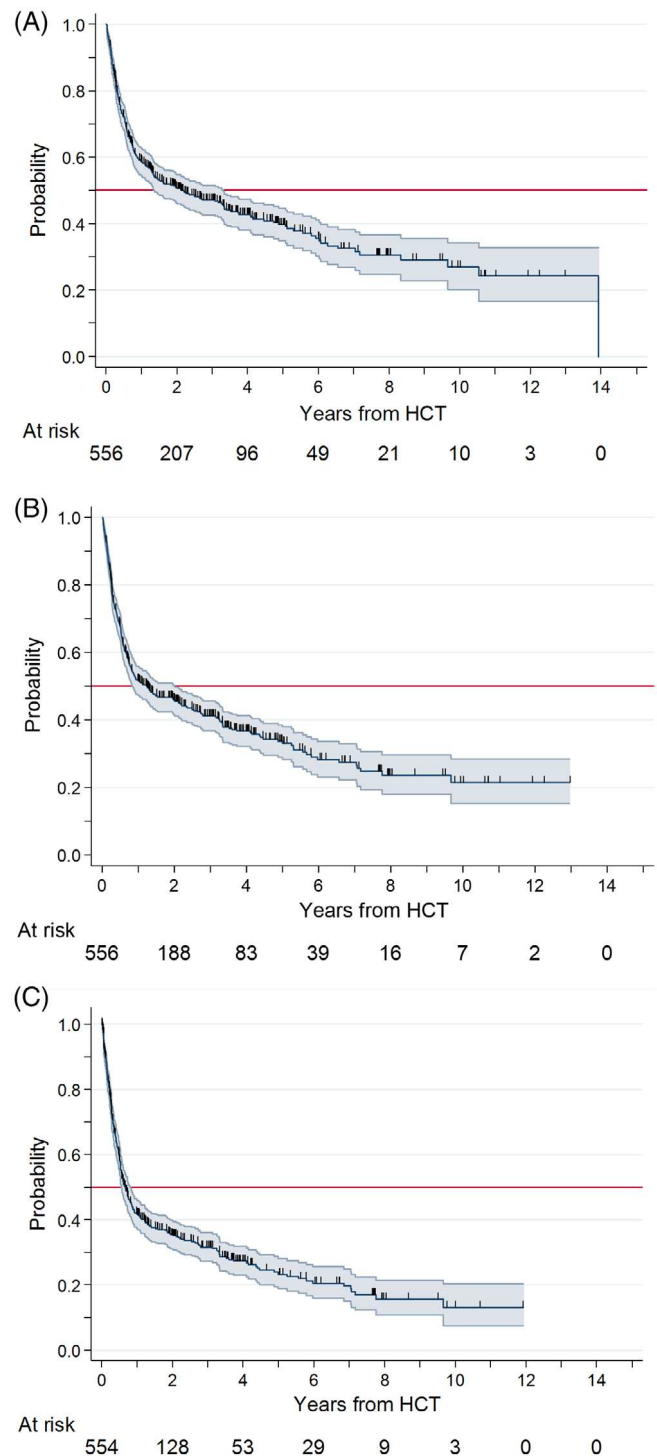 (A)
Probability
1.0
0.8
0.6
0.4
0.2
0.0
0 2 4 6 8 10 12 14
Years from HCT
At risk
556 207 96 49 21 10 3 0
(B)
Probability
1.0
0.8
0.6
0.4
0.2
0.0
0 2 4 6 8 10 12 14
Years from HCT
At risk
556 188 83 39 16 7 2 0
(C)
Probability
1.0
0.8
0.6
0.4
0.2
0.0
0 2 4 6 8 10 12 14
Years from HCT
At risk
554 128 53 29 9 3 0 0